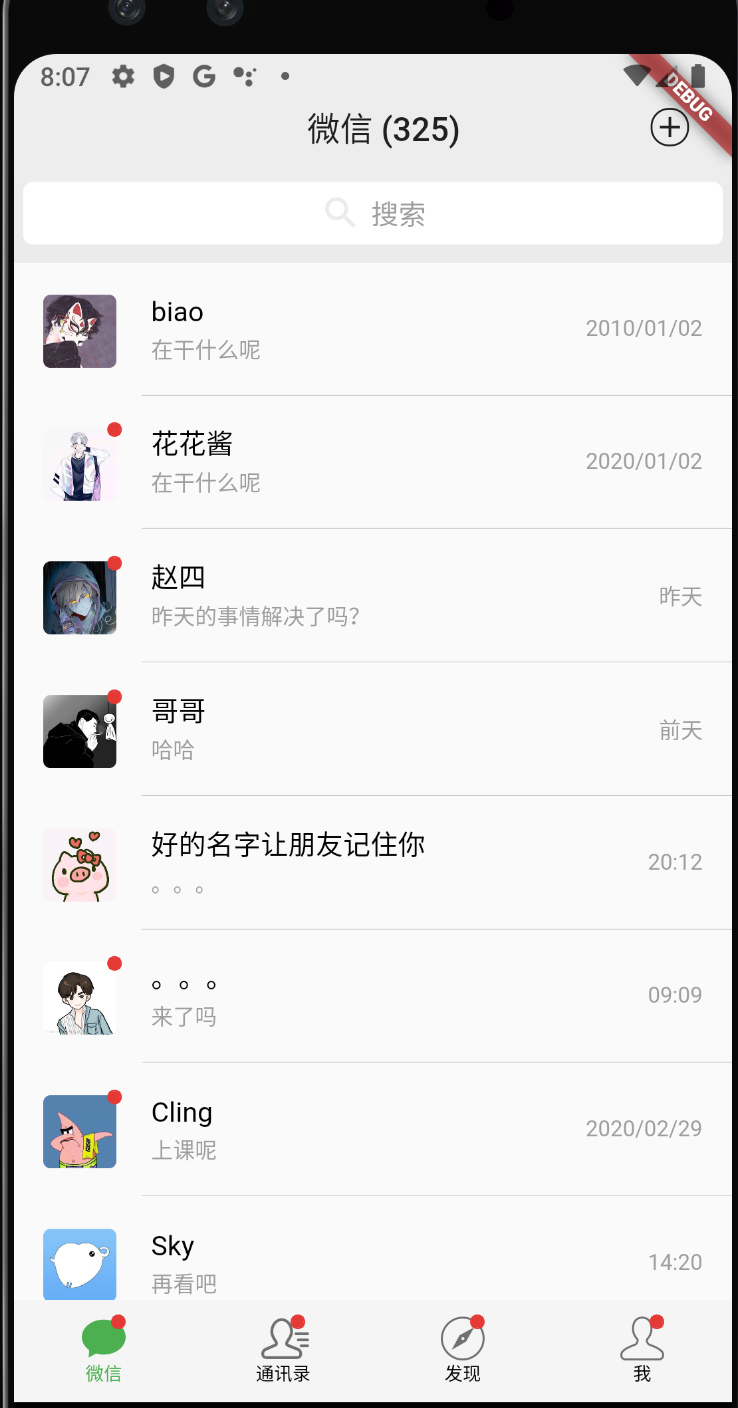 8:07
DEBUG
微信 (325)
搜索
biao
2010/01/02
在干什么呢
花花酱
2020/01/02
在干什么呢
赵四
昨天
昨天的事情解决了吗?
哥哥
前天
哈哈
好的名字让朋友记住你
20:12
。。。
。。。
09:09
来了吗
Cling
2020/02/29
上课呢
Sky
14:20
再看吧
微信
通讯录
发现
我